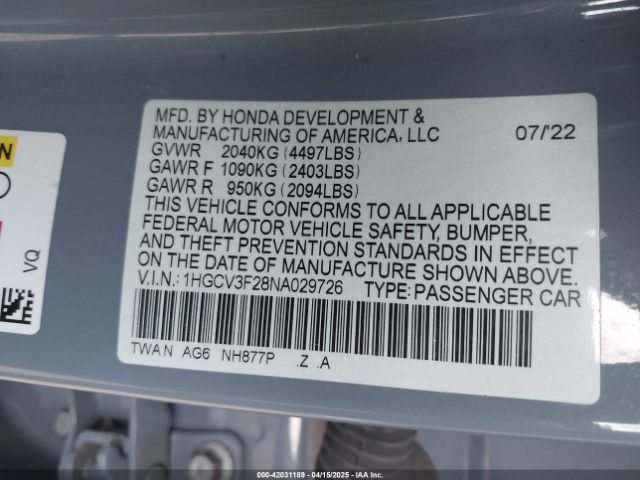 MFD. BY HONDA DEVELOPMENT &
MANUFACTURING OF AMERICA, LLC 07/'22
GVWR 2040KG (4497LBS)
GAWR F 1090KG (2403LBS)
GAWR R 950KG (2094LBS)
THIS VEHICLE CONFORMS TO ALL APPLICABLE
FEDERAL MOTOR VEHICLE SAFETY, BUMPER,
AND THEFT PREVENTION STANDARDS IN EFFECT
ON THE DATE OF MANUFACTURE SHOWN ABOVE.
V.I.N.: 1HGCV3F28NA029726 TYPE: PASSENGER CAR
TWAN AG6 NH877P .Z .A
VQ
000-42031189 - 04/15/2025 - IAA Inc.